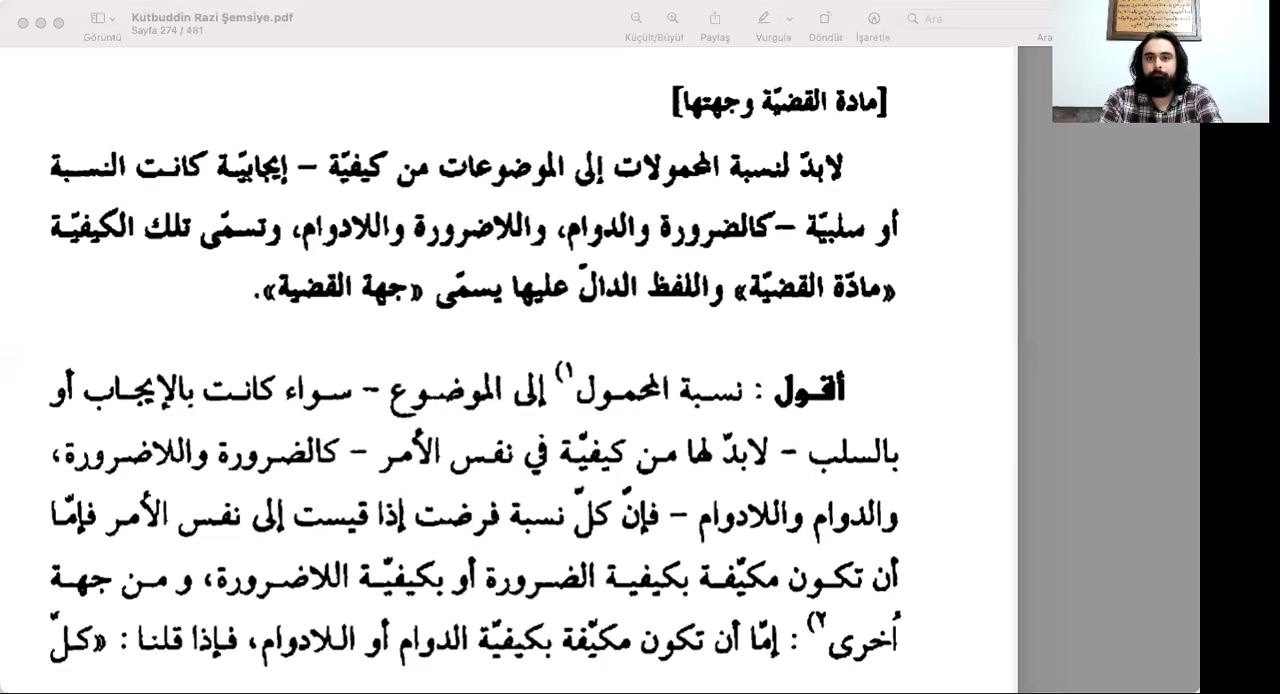 Kutbuddin Razi Şemsiye.pdf
Sayfa 274 / 481
Görüntü
Küçült/Büyüt
Paylaş
Vurgula
Döndür
İşaretle
Ara
Ara
[مادة القضيّة وجهتها]
لابدّ لنسبة المحمولات إلى الموضوعات من كيفيّة – إيجابيّة كانت النسبة
أو سلبيّة –كالضرورة والدوام، واللاضرورة واللادوام، وتسمّى تلك الكيفيّة
«مادّة القضيّة» واللفظ الدالّ عليها يسمّى «جهة القضية».
أقول : نسبة المحمول١) إلى الموضوع – سواء كانت بالإيجاب أو
بالسلب – لابدّ لها من كيفيّة في نفس الأمر – كالضرورة واللاضرورة،
والدوام واللادوام – فإنّ كلّ نسبة فرضت إذا قيست إلى نفس الأمر فإمّا
أن تكون مكيّفة بكيفية الضرورة أو بكيفيّة اللاضرورة، و من جهة
أُخرى٢) : إمّا أن تكون مكيّفة بكيفيّة الدوام أو اللادوام، فإذا قلنا : «كلّ